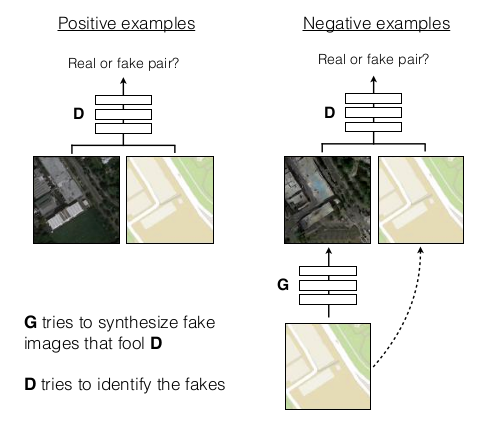 Positive examples
Real or fake pair?
D
Negative examples
Real or fake pair?
D
G
G tries to synthesize fake
images that fool D
D tries to identify the fakes